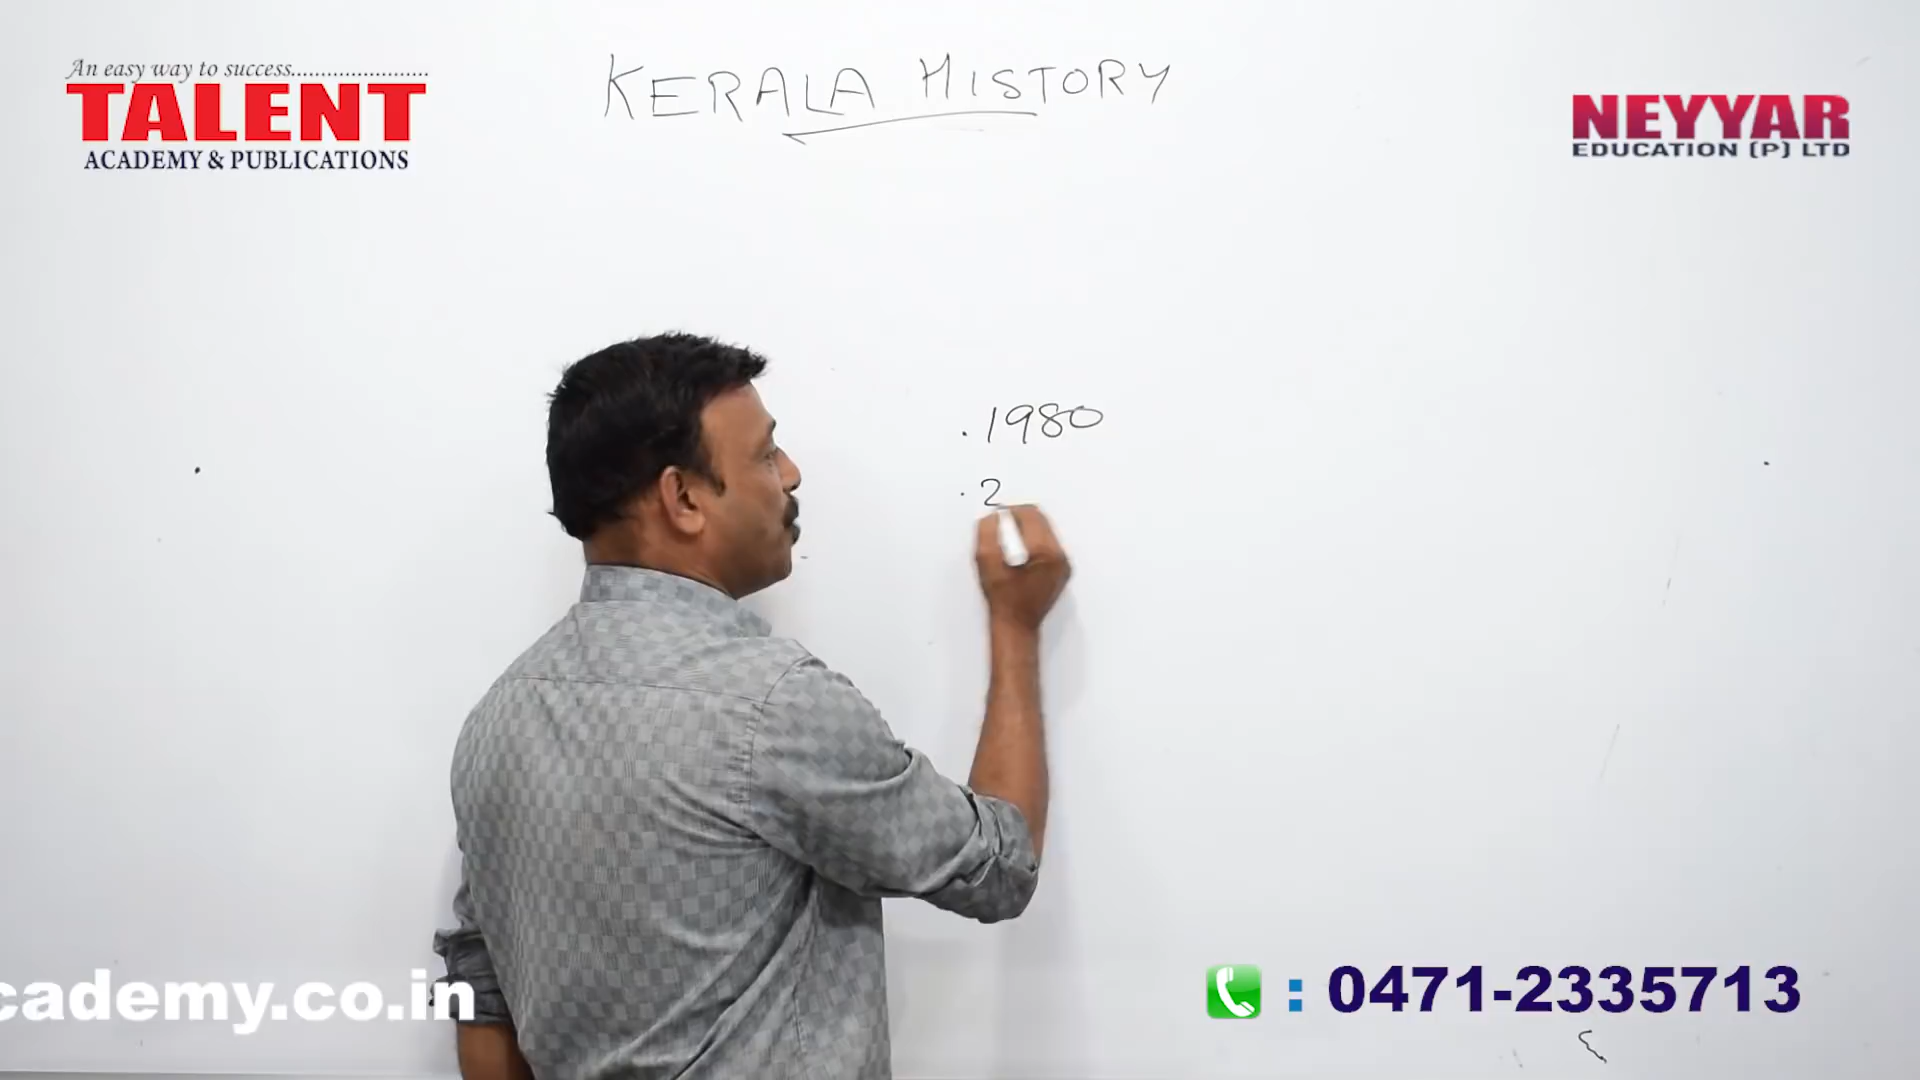 An easy way to success.......................
TALENT
ACADEMY & PUBLICATIONS
KERALA HISTORY
NEYYAR
EDUCATION (P) LTD
. 1980
. 2
cademy.co.in
: 0471-2335713